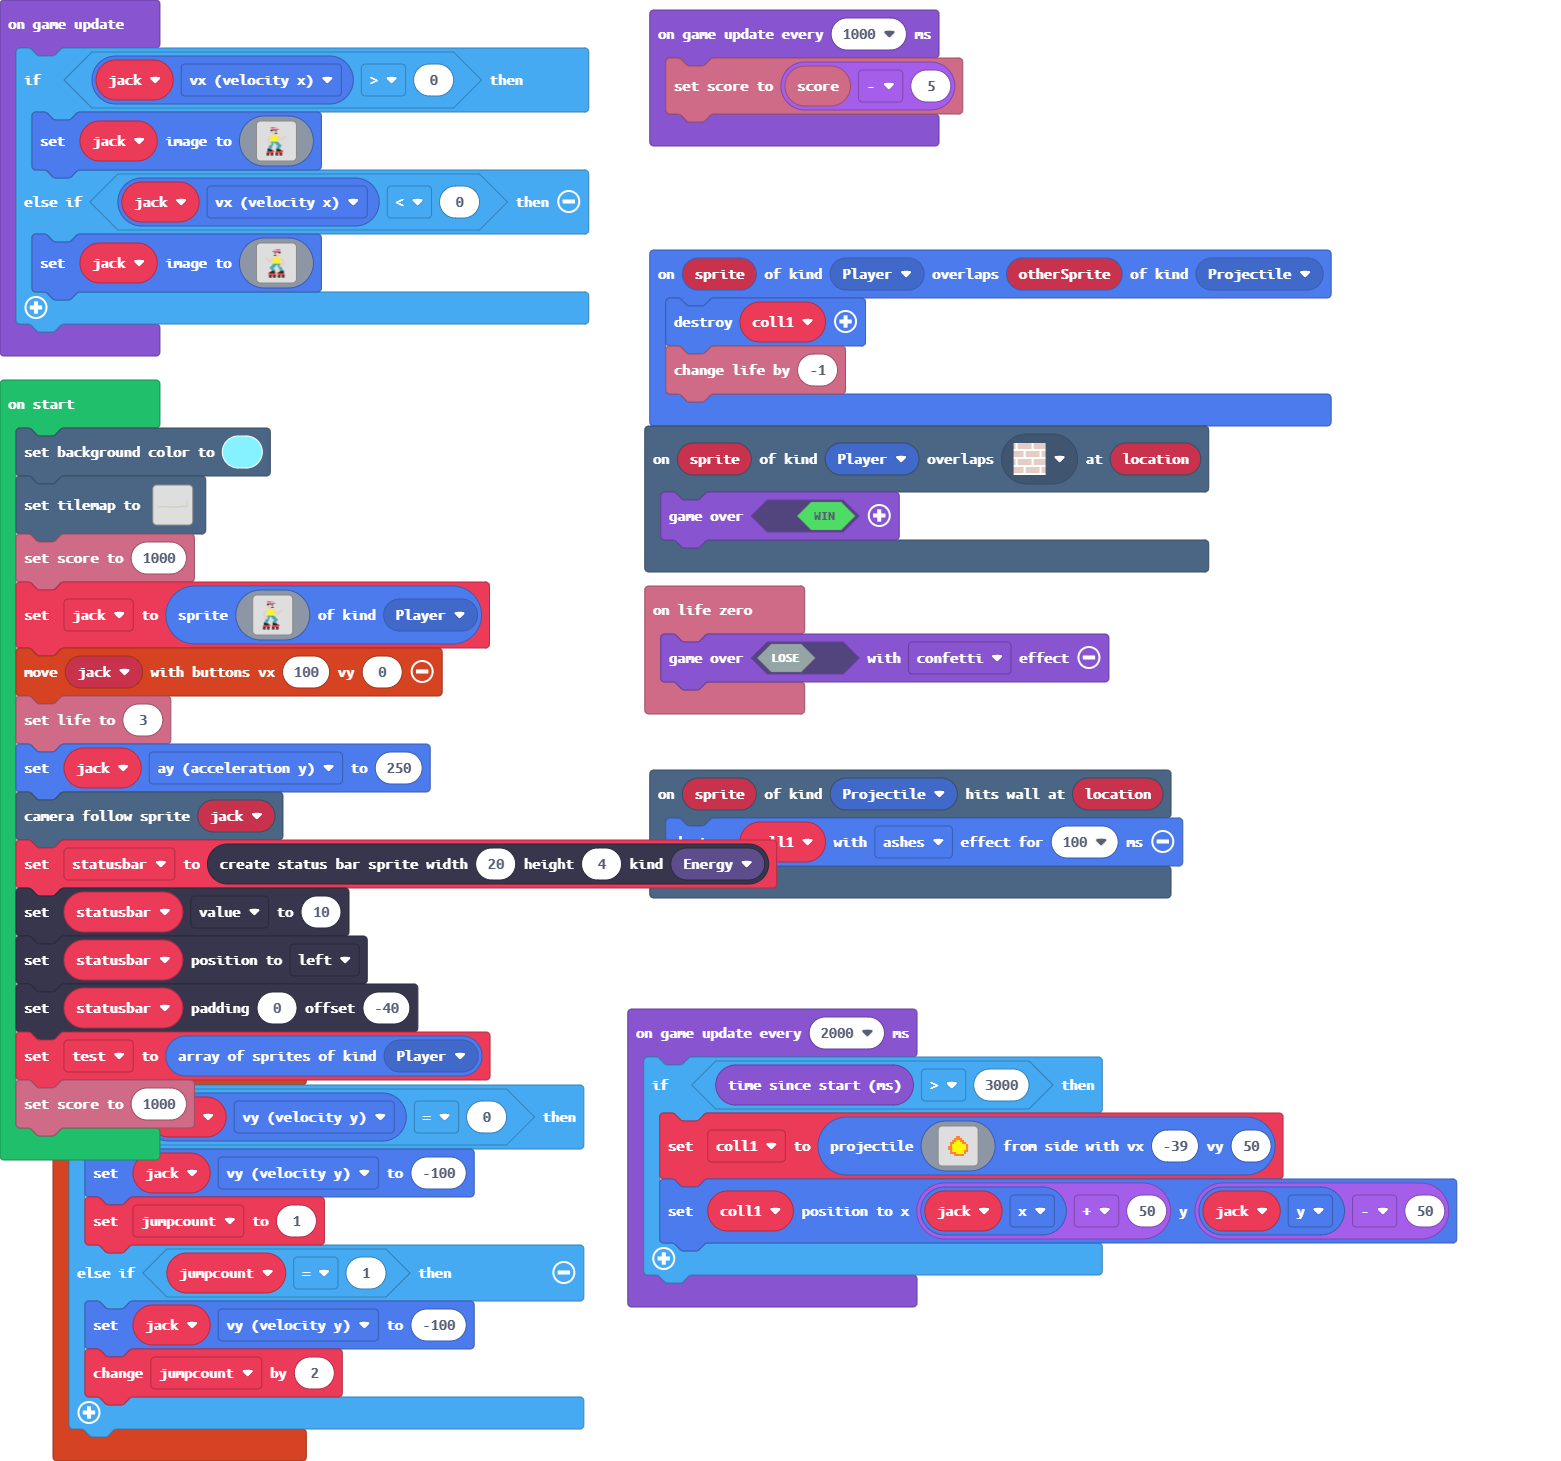 on game update
if jack vx (velocity x) > 0 then
set jack image to
else if jack vx (velocity x) < 0 then
set jack image to
on start
set background color to
set tilemap to
set score to 1000
set jack to sprite of kind Player
move jack with buttons vx 100 vy 0
set life to 3
set jack ay (acceleration y) to 250
camera follow sprite jack
set statusbar to create status bar sprite width 20 height 4 kind Energy
set statusbar value to 10
set statusbar position to left
set statusbar padding 0 offset -40
set test to array of sprites of kind Player
set score to 1000
vy (velocity y) = 0 then
set jack vy (velocity y) to -100
set jumpcount to 1
else if jumpcount = 1 then
set jack vy (velocity y) to -100
change jumpcount by 2
on game update every 1000 ms
set score to score - 5
on sprite of kind Player overlaps otherSprite of kind Projectile
destroy coll1
change life by -1
on sprite of kind Player overlaps at location
game over WIN
on life zero
game over LOSE with confetti effect
on sprite of kind Projectile hits wall at location
with ashes effect for 100 ms
on game update every 2000 ms
if time since start (ms) > 3000 then
set coll1 to projectile from side with vx -39 vy 50
set coll1 position to x jack x + 50 y jack y - 50